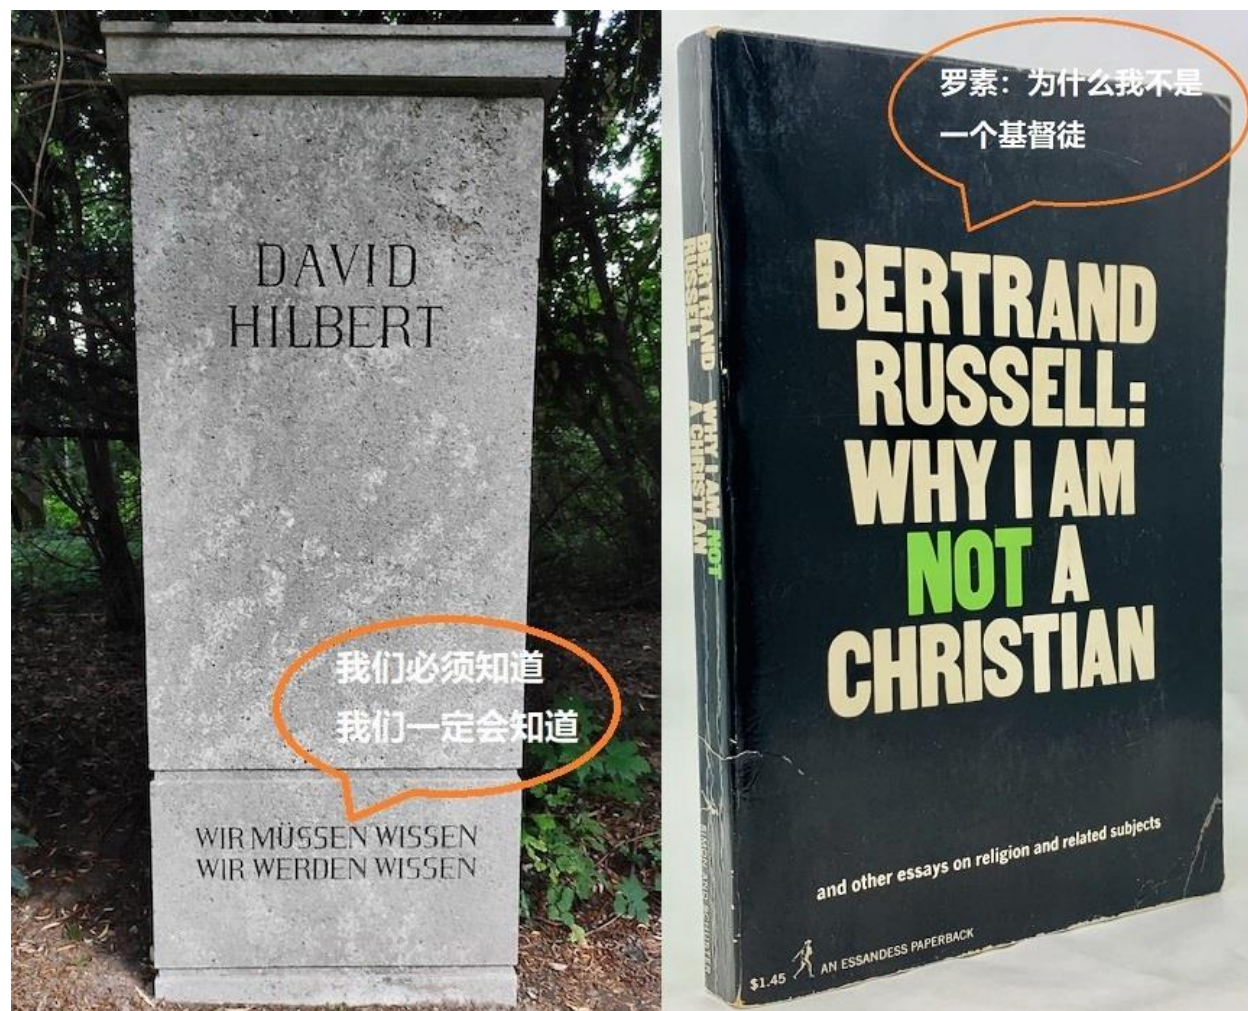 DAVID
HILBERT
我们必须知道
我们一定会知道
WIR MÜSSEN WISSEN
WIR WERDEN WISSEN
罗素：为什么我不是
一个基督徒
BERTRAND
RUSSELL:
WHY I AM
NOT A
CHRISTIAN
and other essays on religion and related subjects
$1.45 AN ESSANDESS PAPERBACK
BERTRAND
RUSSELL
WHY I AM NOT
A CHRISTIAN
SIMON AND SCHUSTER